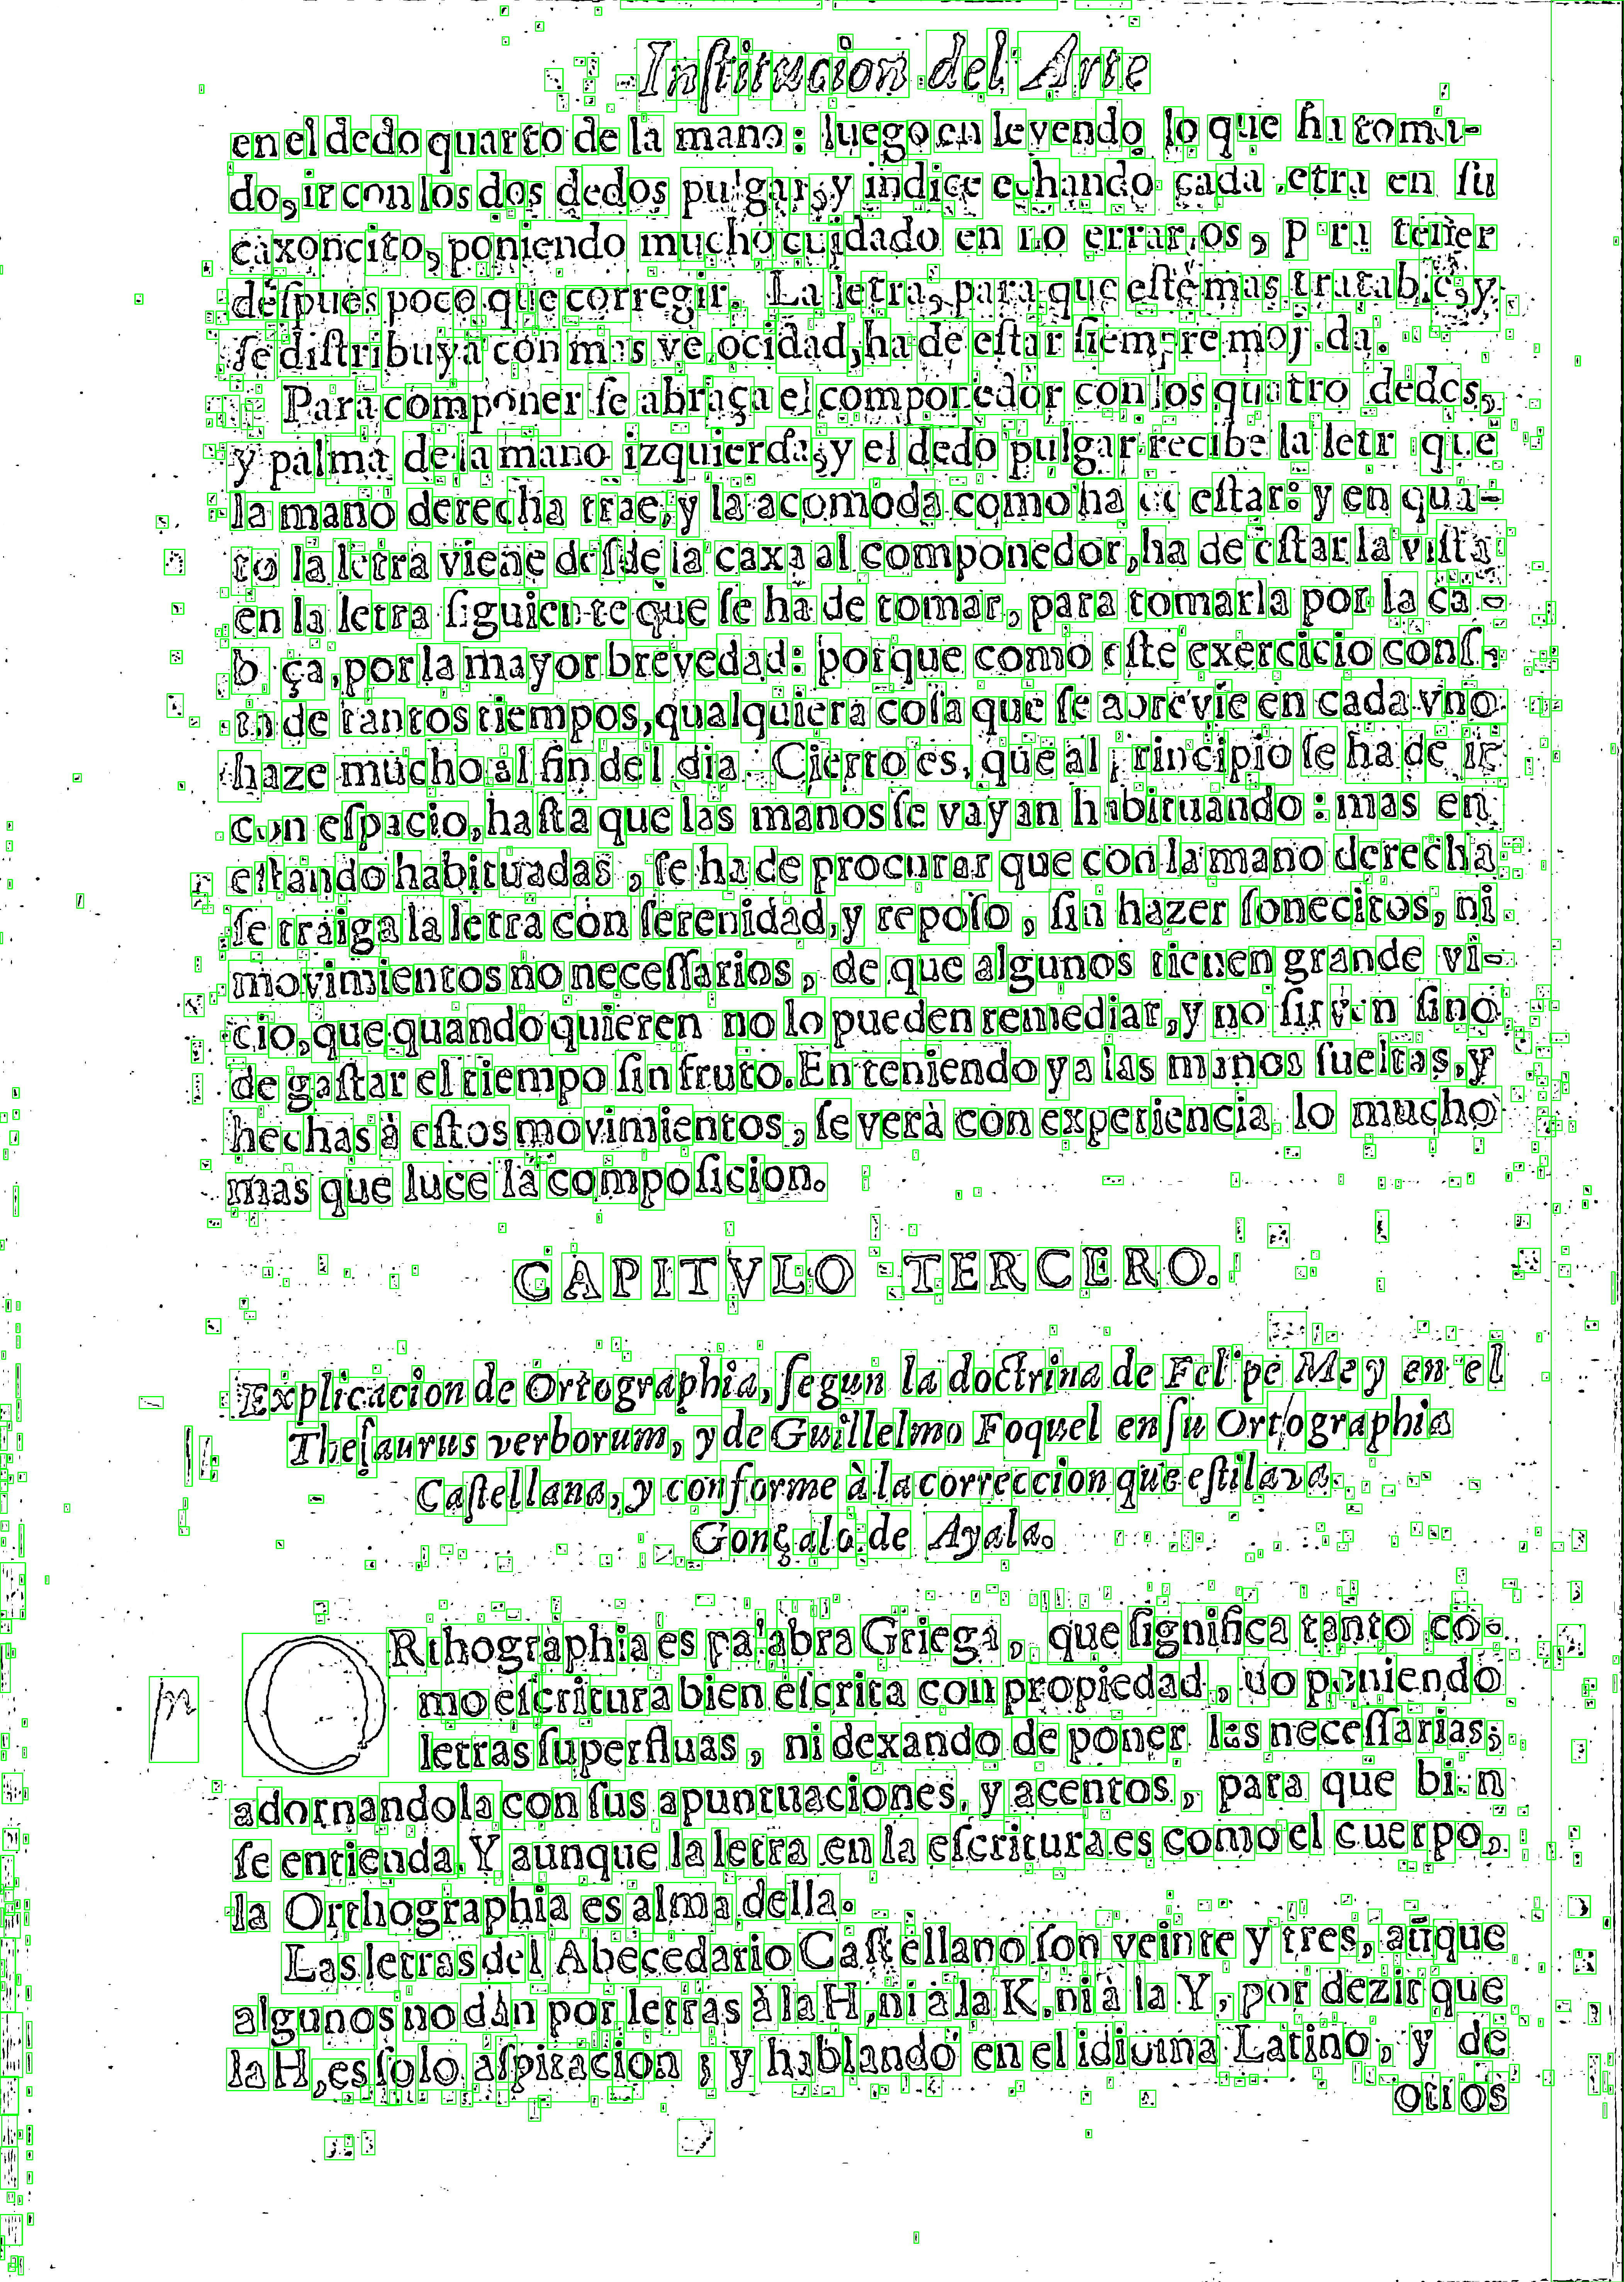 Inſtitucion del Arte
en el dedo quarto de la mano: luego en leyendo lo que ha toma-
do, ir con los dos dedos pulgar, y indice echando cada letra en ſu
caxoncito, poniendo mucho cuidado en no errarlos, para tener
deſpues poco que corregir. La letra, para que eſtè mas tratable, y
ſe diſtribuya con mas velocidad, ha de eſtar ſiempre mojada.
Para componer ſe abraça el componedor con los quatro dedos,
y palma de la mano izquierda, y el dedo pulgar recibe la letra que
la mano derecha trae, y la acomoda como ha de eſtar: y en quā-
to la letra viene deſde la caxa al componedor, ha de eſtar la viſta
en la letra ſiguiente que ſe ha de tomar, para tomarla por la ca-
beça, por la mayor brevedad: porque como eſte exercicio conſ-
ta de tantos tiempos, qualquiera coſa que ſe abrevie en cada vno
haze mucho al fin del dia. Cierto es, que al principio ſe ha de ir
con eſpacio, haſta que las manos ſe vayan habituando: mas en
eſtando habituadas, ſe ha de procurar que con la mano derecha
ſe traiga la letra con ſerenidad, y repoſo, ſin hazer ſonecitos, ni
movimientos no neceſſarios, de que algunos tienen grande vi-
cio, que quando quieren no lo pueden remediar, y no ſirven ſino
de gaſtar el tiempo ſin fruto. En teniendo ya las manos ſueltas, y
hechas à eſtos movimientos, ſe verà con experiencia lo mucho
mas que luce la compoſicion.
CAPITVLO TERCERO.
Explicacion de Ortographia, ſegun la doctrina de Felipe Mey en el
Theſaurus verborum, y de Guillelmo Foquel en ſu Ortographia
Caſtellana, y conforme à la correccion que eſtilava
Gonçalo de Ayala.
ORthographia es palabra Griega, que ſignifica tanto co-
mo eſcritura bien eſcrita con propiedad, no poniendo
letras ſuperfluas, ni dexando de poner las neceſſarias;
adornandola con ſus apuntuaciones, y acentos, para que bien
ſe entienda. Y aunque la letra en la eſcritura es como el cuerpo,
la Orthographia es alma della.
Las letras del Abecedario Caſtellano ſon veinte y tres, aūque
algunos no dàn por letras à la H, ni à la K, ni à la Y, por dezir que
la H, es ſolo aſpiracion; y hablando en el idioma Latino, y de
otros